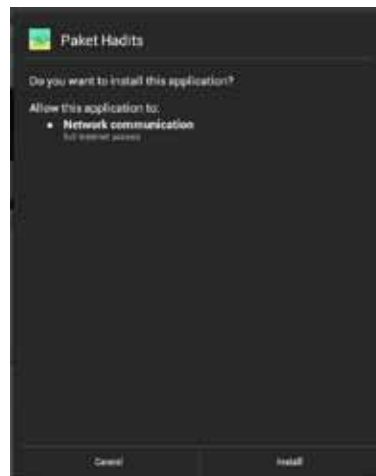 Paket Hadits
Do you want to install this application?
Allow this application to:
• Network communication
full Internet access
Cancel
Install